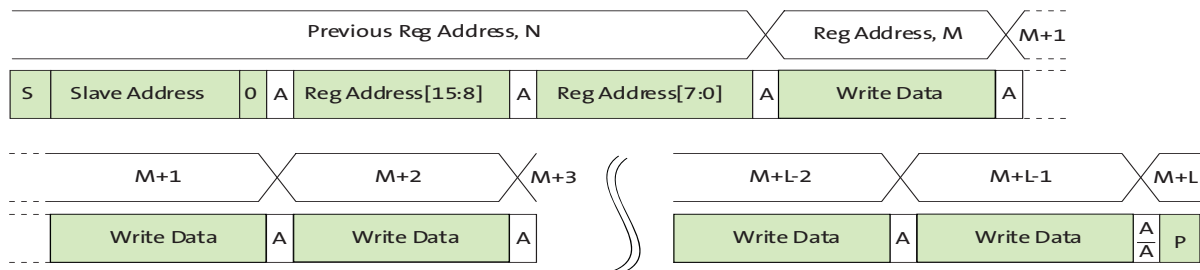 Previous Reg Address, N Reg Address, M M+1
S Slave Address 0 A Reg Address[15:8] A Reg Address[7:0] A Write Data A
M+1 M+2 M+3 M+L-2 M+L-1 M+L
Write Data A Write Data A Write Data A Write Data A/A̅ P